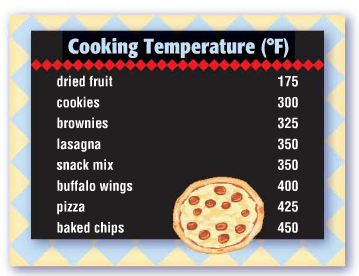 Cooking Temperature (°F)
dried fruit 175
cookies 300
brownies 325
lasagna 350
snack mix 350
buffalo wings 400
pizza 425
baked chips 450